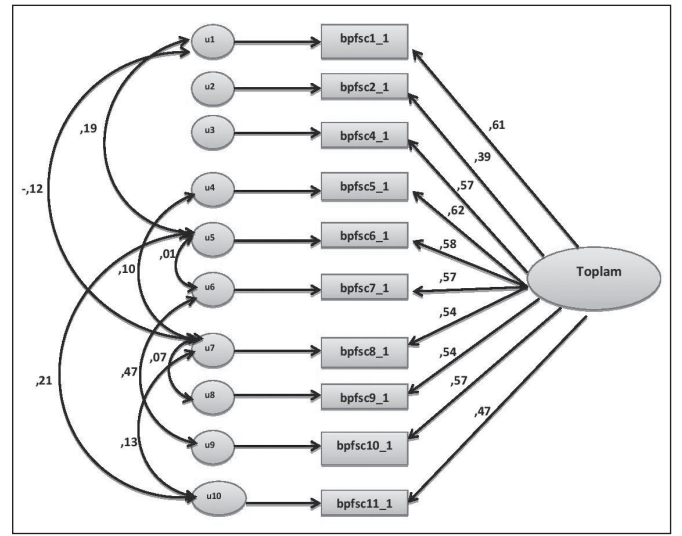 u1 bpfsc1_1
u2 bpfsc2_1
,61
,19
,39
u3 bpfsc4_1
,57
-,12
u4 bpfsc5_1
,62
u5 bpfsc6_1
,58
,01
,10
Toplam
u6 bpfsc7_1
,57
,54
u7 bpfsc8_1
,07
,54
,47
,21
u8 bpfsc9_1
,57
,47
u9 bpfsc10_1
,13
u10 bpfsc11_1